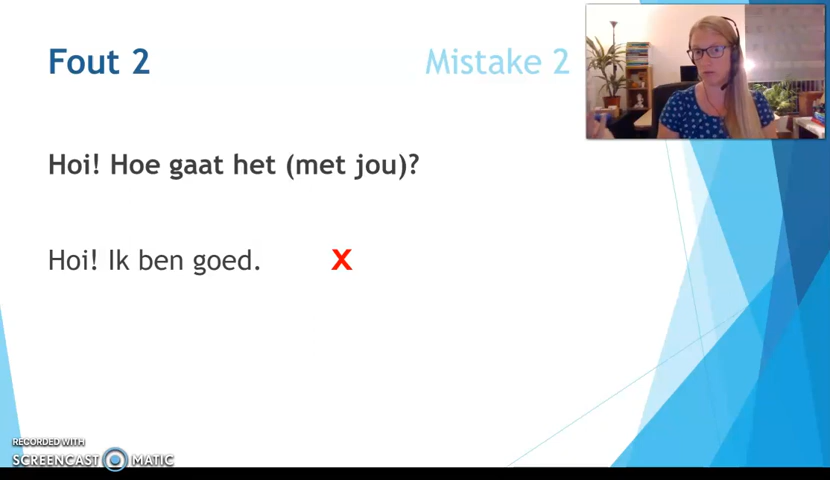 Fout 2
Mistake 2
Hoi! Hoe gaat het (met jou)?
Hoi! Ik ben goed. X
RECORDED WITH
SCREENCAST MATIC